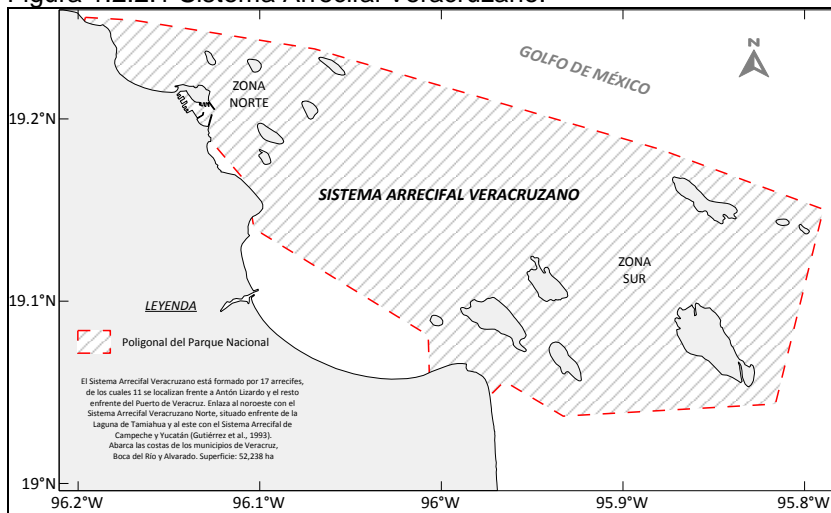 Figura 1.2.2.1 Sistema Arrecifal Veracruzano.
GOLFO DE MÉXICO
N
ZONA
NORTE
19.2°N
SISTEMA ARRECIFAL VERACRUZANO
ZONA
SUR
19.1°N
LEYENDA
Poligonal del Parque Nacional
El Sistema Arrecifal Veracruzano está formado por 17 arrecifes,
de los cuales 11 se localizan frente a Antón Lizardo y el resto
enfrente del Puerto de Veracruz. Enlaza al noroeste con el
Sistema Arrecifal Veracruzano Norte, situado enfrente de la
Laguna de Tamiahua y al este con el Sistema Arrecifal de
Campeche y Yucatán (Gutiérrez et al., 1993).
Abarca las costas de los municipios de Veracruz,
Boca del Río y Alvarado. Superficie: 52,238 ha
19°N
96.2°W
96.1°W
96°W
95.9°W
95.8°W